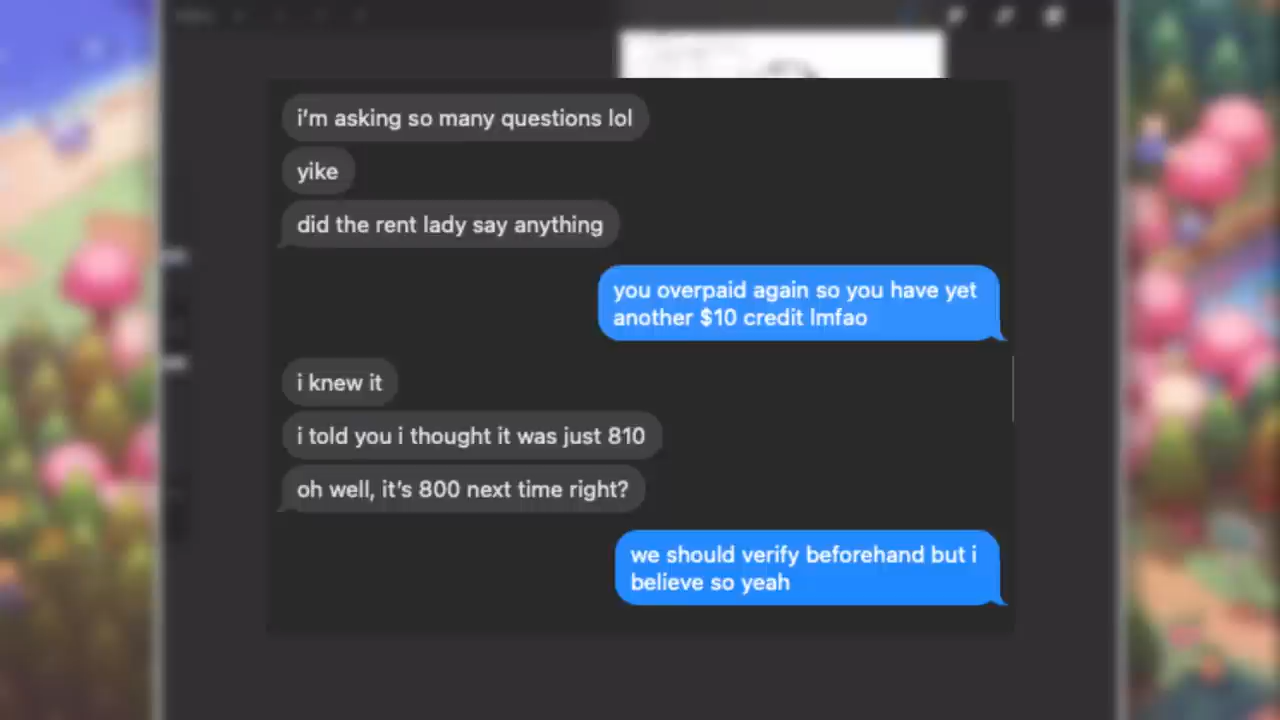 i'm asking so many questions lol
yike
did the rent lady say anything
you overpaid again so you have yet
another $10 credit lmfao
i knew it
i told you i thought it was just 810
oh well, it's 800 next time right?
we should verify beforehand but i
believe so yeah